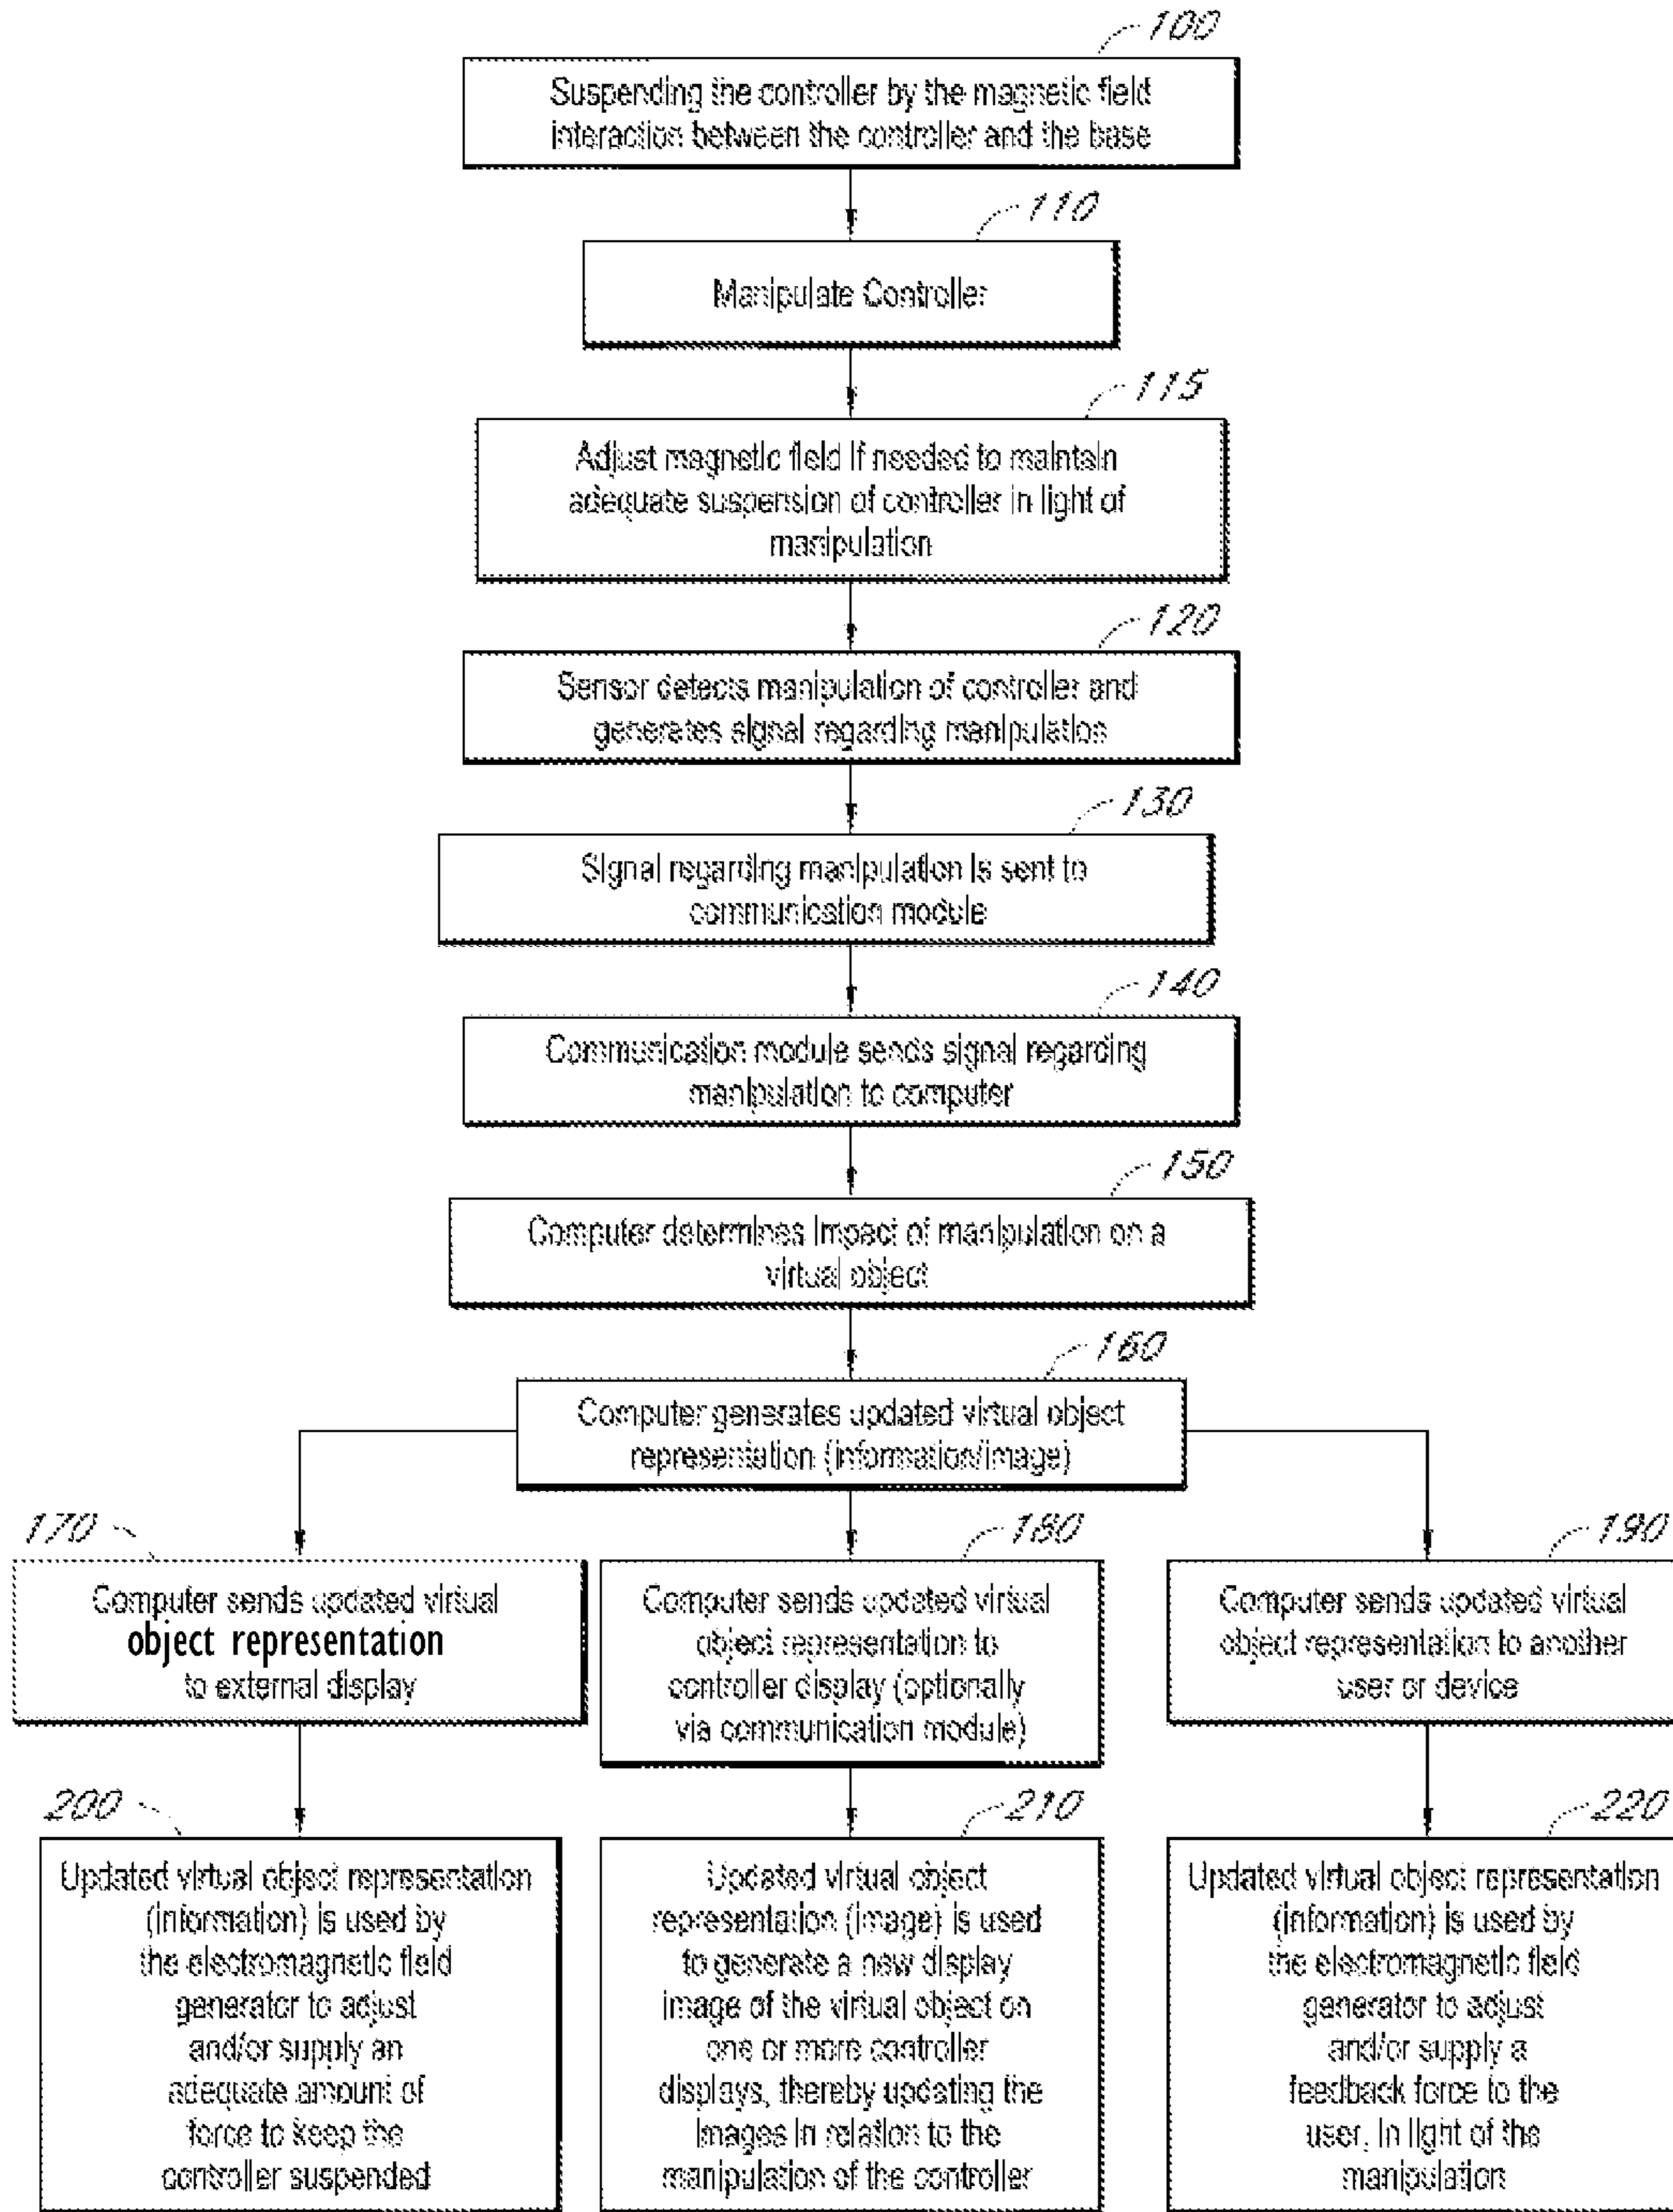 100
Suspending the controller by the magnetic field
interaction between the controller and the base
110
Manipulate Controller
115
Adjust magnetic field if needed to maintain
adequate suspension of controller in light of
manipulation
120
Sensor detects manipulation of controller and
generates signal regarding manipulation
130
Signal regarding manipulation is sent to
communication module
140
Communication module sends signal regarding
manipulation to computer
150
Computer determines impact of manipulation on a
virtual object
160
Computer generates updated virtual object
representation (information/image)
170
Computer sends updated virtual
object representation
to external display
180
Computer sends updated virtual
object representation to
controller display (optionally
via communication module)
190
Computer sends updated virtual
object representation to another
user or device
200
Updated virtual object representation
(information) is used by
the electromagnetic field
generator to adjust
and/or supply an
adequate amount of
force to keep the
controller suspended
210
Updated virtual object
representation (image) is used
to generate a new display
image of the virtual object on
one or more controller
displays, thereby updating the
images in relation to the
manipulation of the controller
220
Updated virtual object representation
(information) is used by
the electromagnetic field
generator to adjust
and/or supply a
feedback force to the
user, in light of the
manipulation